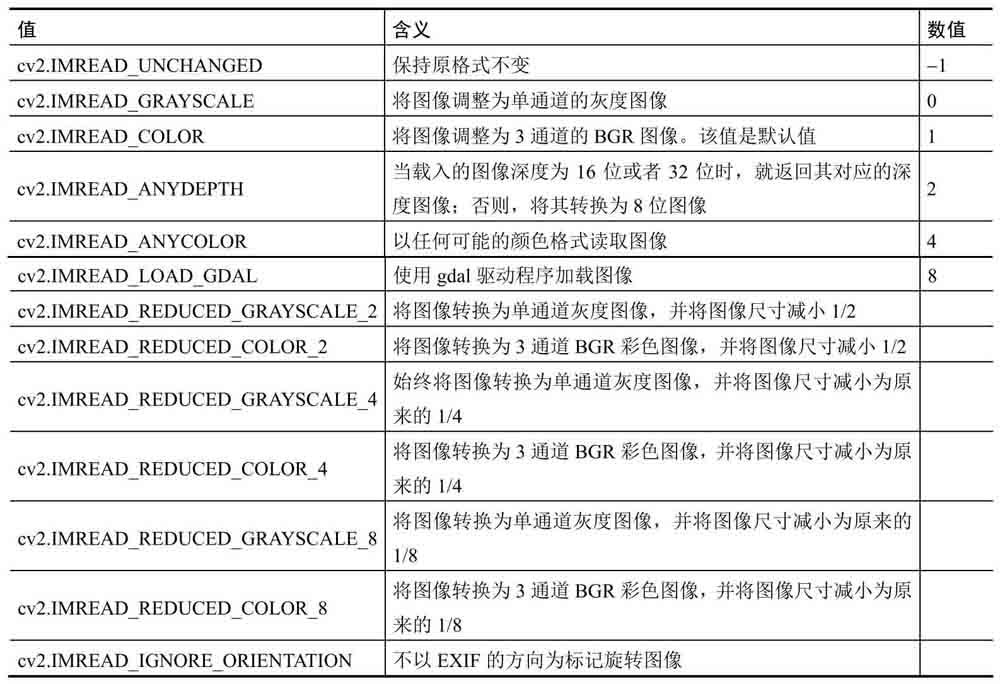 值 含义 数值
cv2.IMREAD_UNCHANGED 保持原格式不变 –1
cv2.IMREAD_GRAYSCALE 将图像调整为单通道的灰度图像 0
cv2.IMREAD_COLOR 将图像调整为 3 通道的 BGR 图像。该值是默认值 1
cv2.IMREAD_ANYDEPTH 当载入的图像深度为 16 位或者 32 位时，就返回其对应的深 2
度图像；否则，将其转换为 8 位图像
cv2.IMREAD_ANYCOLOR 以任何可能的颜色格式读取图像 4
cv2.IMREAD_LOAD_GDAL 使用 gdal 驱动程序加载图像 8
cv2.IMREAD_REDUCED_GRAYSCALE_2 将图像转换为单通道灰度图像，并将图像尺寸减小 1/2
cv2.IMREAD_REDUCED_COLOR_2 将图像转换为 3 通道 BGR 彩色图像，并将图像尺寸减小 1/2
cv2.IMREAD_REDUCED_GRAYSCALE_4 始终将图像转换为单通道灰度图像，并将图像尺寸减小为原
来的 1/4
cv2.IMREAD_REDUCED_COLOR_4 将图像转换为 3 通道 BGR 彩色图像，并将图像尺寸减小为原
来的 1/4
cv2.IMREAD_REDUCED_GRAYSCALE_8 将图像转换为单通道灰度图像，并将图像尺寸减小为原来的
1/8
cv2.IMREAD_REDUCED_COLOR_8 将图像转换为 3 通道 BGR 彩色图像，并将图像尺寸减小为原
来的 1/8
cv2.IMREAD_IGNORE_ORIENTATION 不以 EXIF 的方向为标记旋转图像